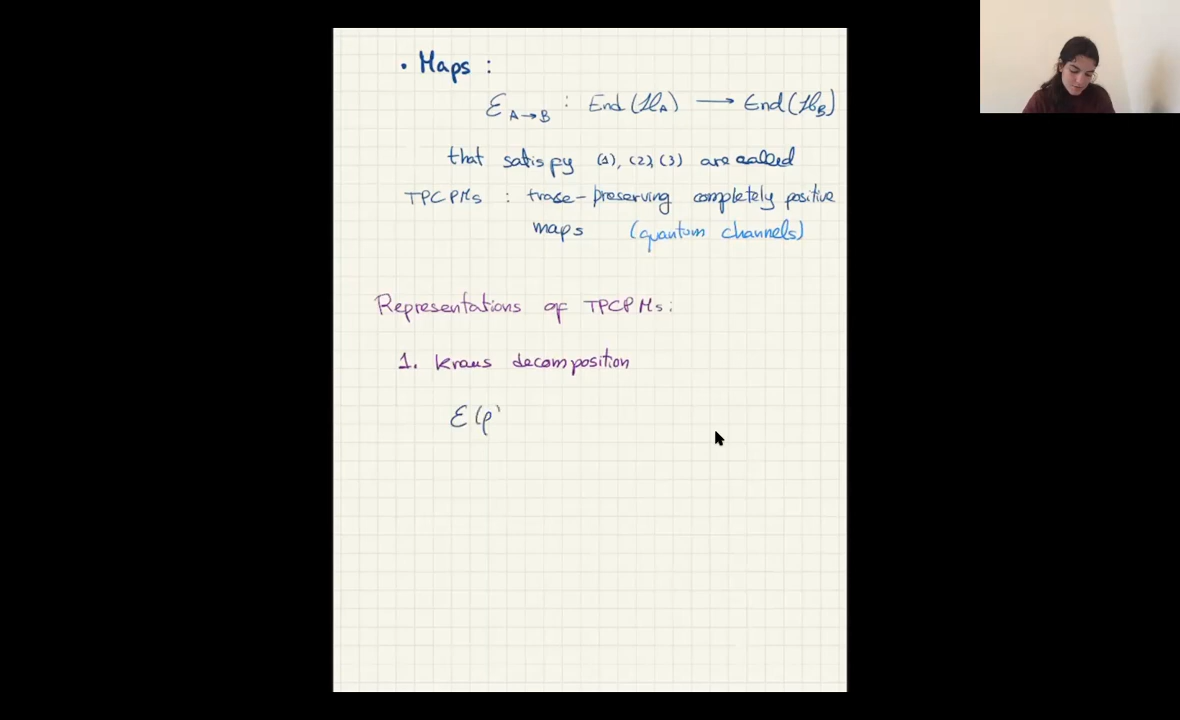 • Maps :
ℰ_{A→B} : End(ℋ_A) ⟶ End(ℋ_B)
that satisfy (1), (2), (3) are called
TPCPMs : trace-preserving completely positive
maps (quantum channels)
Representations of TPCPMs:
1. Kraus decomposition
ℰ(ρ)